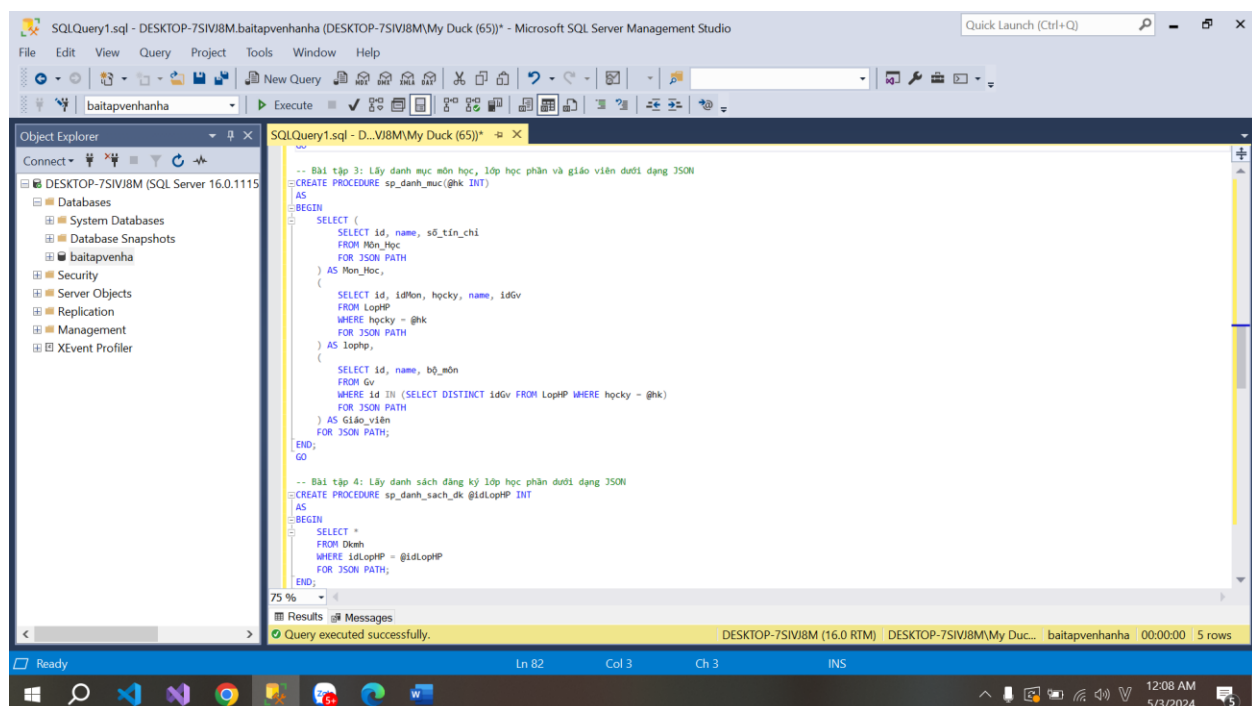 SQLQuery1.sql - DESKTOP-7SIVJ8M.baitapvenhanha (DESKTOP-7SIVJ8M\My Duck (65))* - Microsoft SQL Server Management Studio
Quick Launch (Ctrl+Q)
File Edit View Query Project Tools Window Help
New Query
baitapvenhanha
Execute
Object Explorer
SQLQuery1.sql - D...VJ8M\My Duck (65))*
Connect
DESKTOP-7SIVJ8M (SQL Server 16.0.1115
Databases
System Databases
Database Snapshots
baitapvenha
Security
Server Objects
Replication
Management
XEvent Profiler
GO
-- Bài tập 3: Lấy danh mục môn học, lớp học phần và giáo viên dưới dạng JSON
CREATE PROCEDURE sp_danh_muc(@hk INT)
AS
BEGIN
SELECT (
SELECT id, name, số_tín_chỉ
FROM Môn_Học
FOR JSON PATH
) AS Mon_Hoc,
(
SELECT id, idMon, họcky, name, idGv
FROM LopHP
WHERE họcky = @hk
FOR JSON PATH
) AS lophp,
(
SELECT id, name, bộ_môn
FROM Gv
WHERE id IN (SELECT DISTINCT idGv FROM LopHP WHERE họcky = @hk)
FOR JSON PATH
) AS Giáo_viên
FOR JSON PATH;
END;
GO
-- Bài tập 4: Lấy danh sách đăng ký lớp học phần dưới dạng JSON
CREATE PROCEDURE sp_danh_sach_dk @idLopHP INT
AS
BEGIN
SELECT *
FROM Dkmh
WHERE idLopHP = @idLopHP
FOR JSON PATH;
END;
75 %
Results Messages
Query executed successfully.
DESKTOP-7SIVJ8M (16.0 RTM) DESKTOP-7SIVJ8M\My Duc... baitapvenhanha 00:00:00 5 rows
Ready
Ln 82 Col 3 Ch 3 INS
12:08 AM
5/3/2024